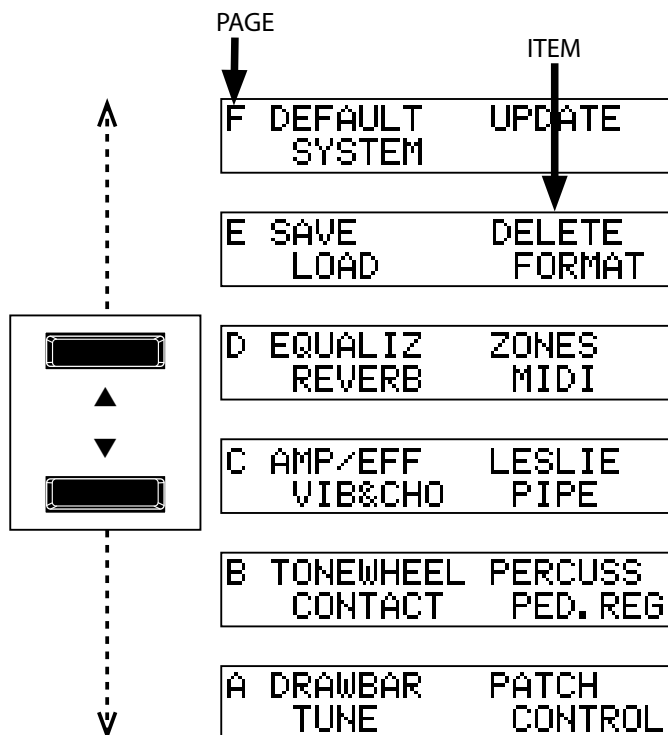 PAGE
ITEM
F DEFAULT UPDATE
SYSTEM
E SAVE DELETE
LOAD FORMAT
D EQUALIZ ZONES
REVERB MIDI
C AMP/EFF LESLIE
VIB&CHO PIPE
B TONEWHEEL PERCUSS
CONTACT PED.REG
A DRAWBAR PATCH
TUNE CONTROL